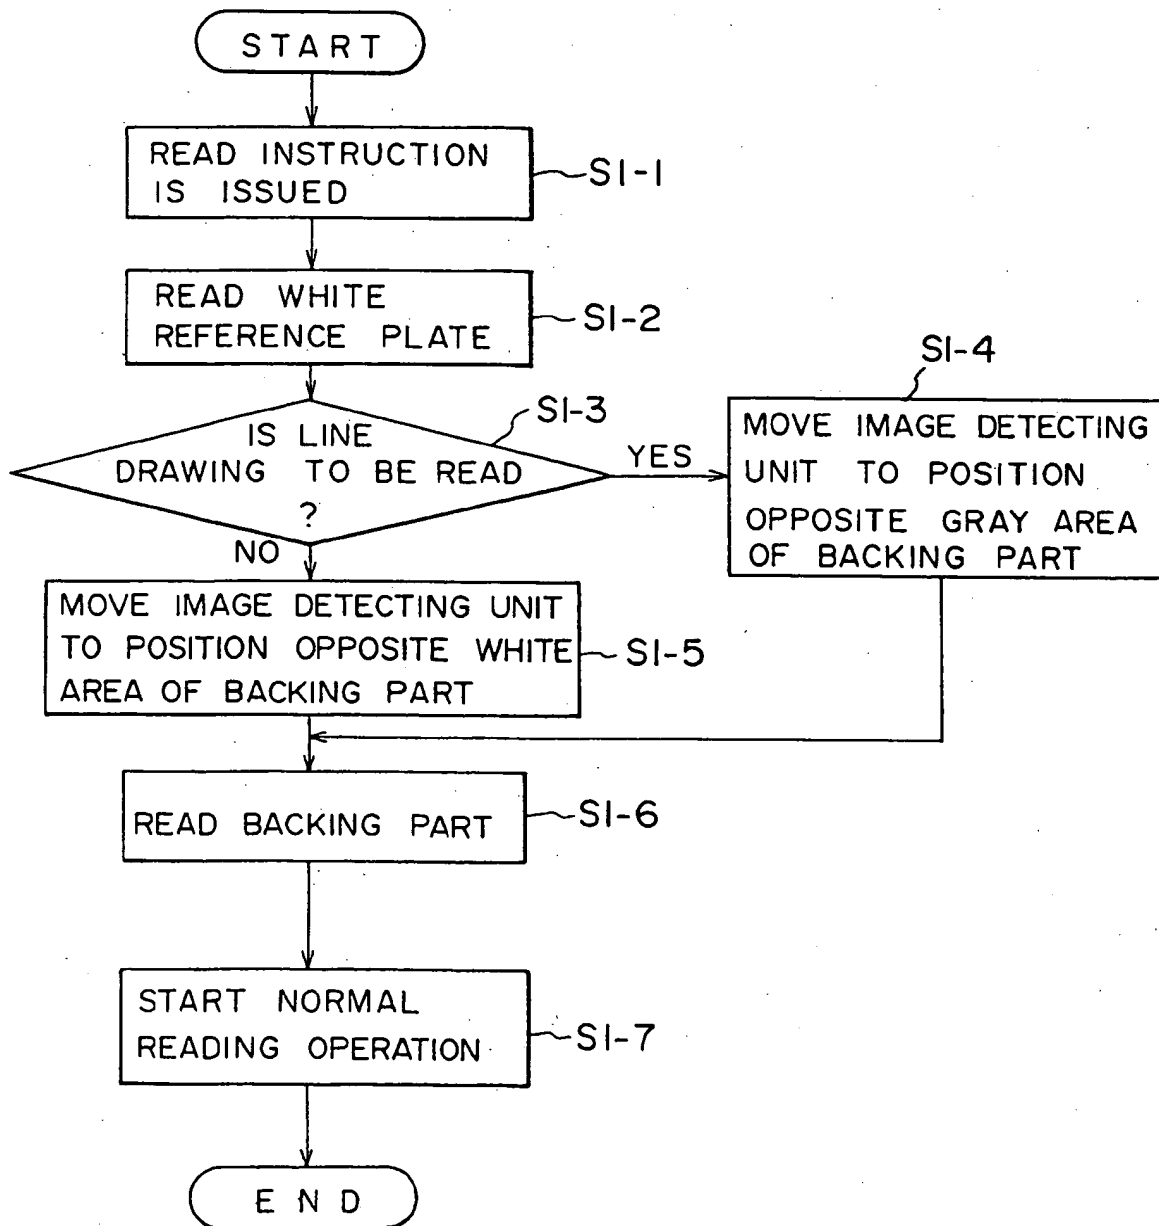 START
READ INSTRUCTION
IS ISSUED
S1-1
READ WHITE
REFERENCE PLATE
S1-2
IS LINE
DRAWING TO BE READ
?
S1-3
YES
NO
S1-4
MOVE IMAGE DETECTING
UNIT TO POSITION
OPPOSITE GRAY AREA
OF BACKING PART
MOVE IMAGE DETECTING UNIT
TO POSITION OPPOSITE WHITE
AREA OF BACKING PART
S1-5
READ BACKING PART
S1-6
START NORMAL
READING OPERATION
S1-7
END